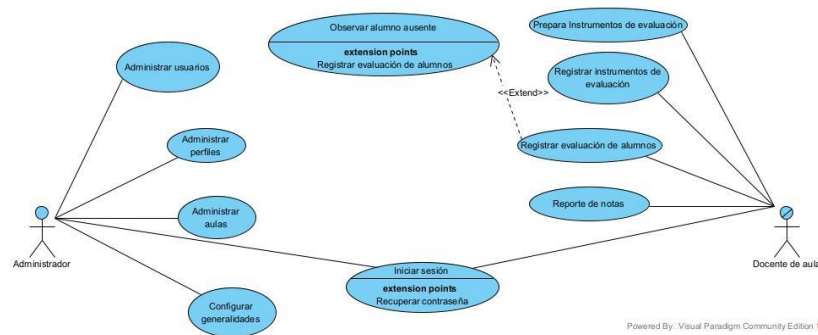 Observar alumno ausente
extension points
Registrar evaluación de alumnos
Prepara Instrumentos de evaluación
Administrar usuarios
Registrar instrumentos de
evaluación
<<Extend>>
Administrar
perfiles
Registrar evaluación de alumnos
Administrar
aulas
Reporte de notas
Administrador
Docente de aula
Iniciar sesión
extension points
Recuperar contraseña
Configurar
generalidades
Powered By: Visual Paradigm Community Edition